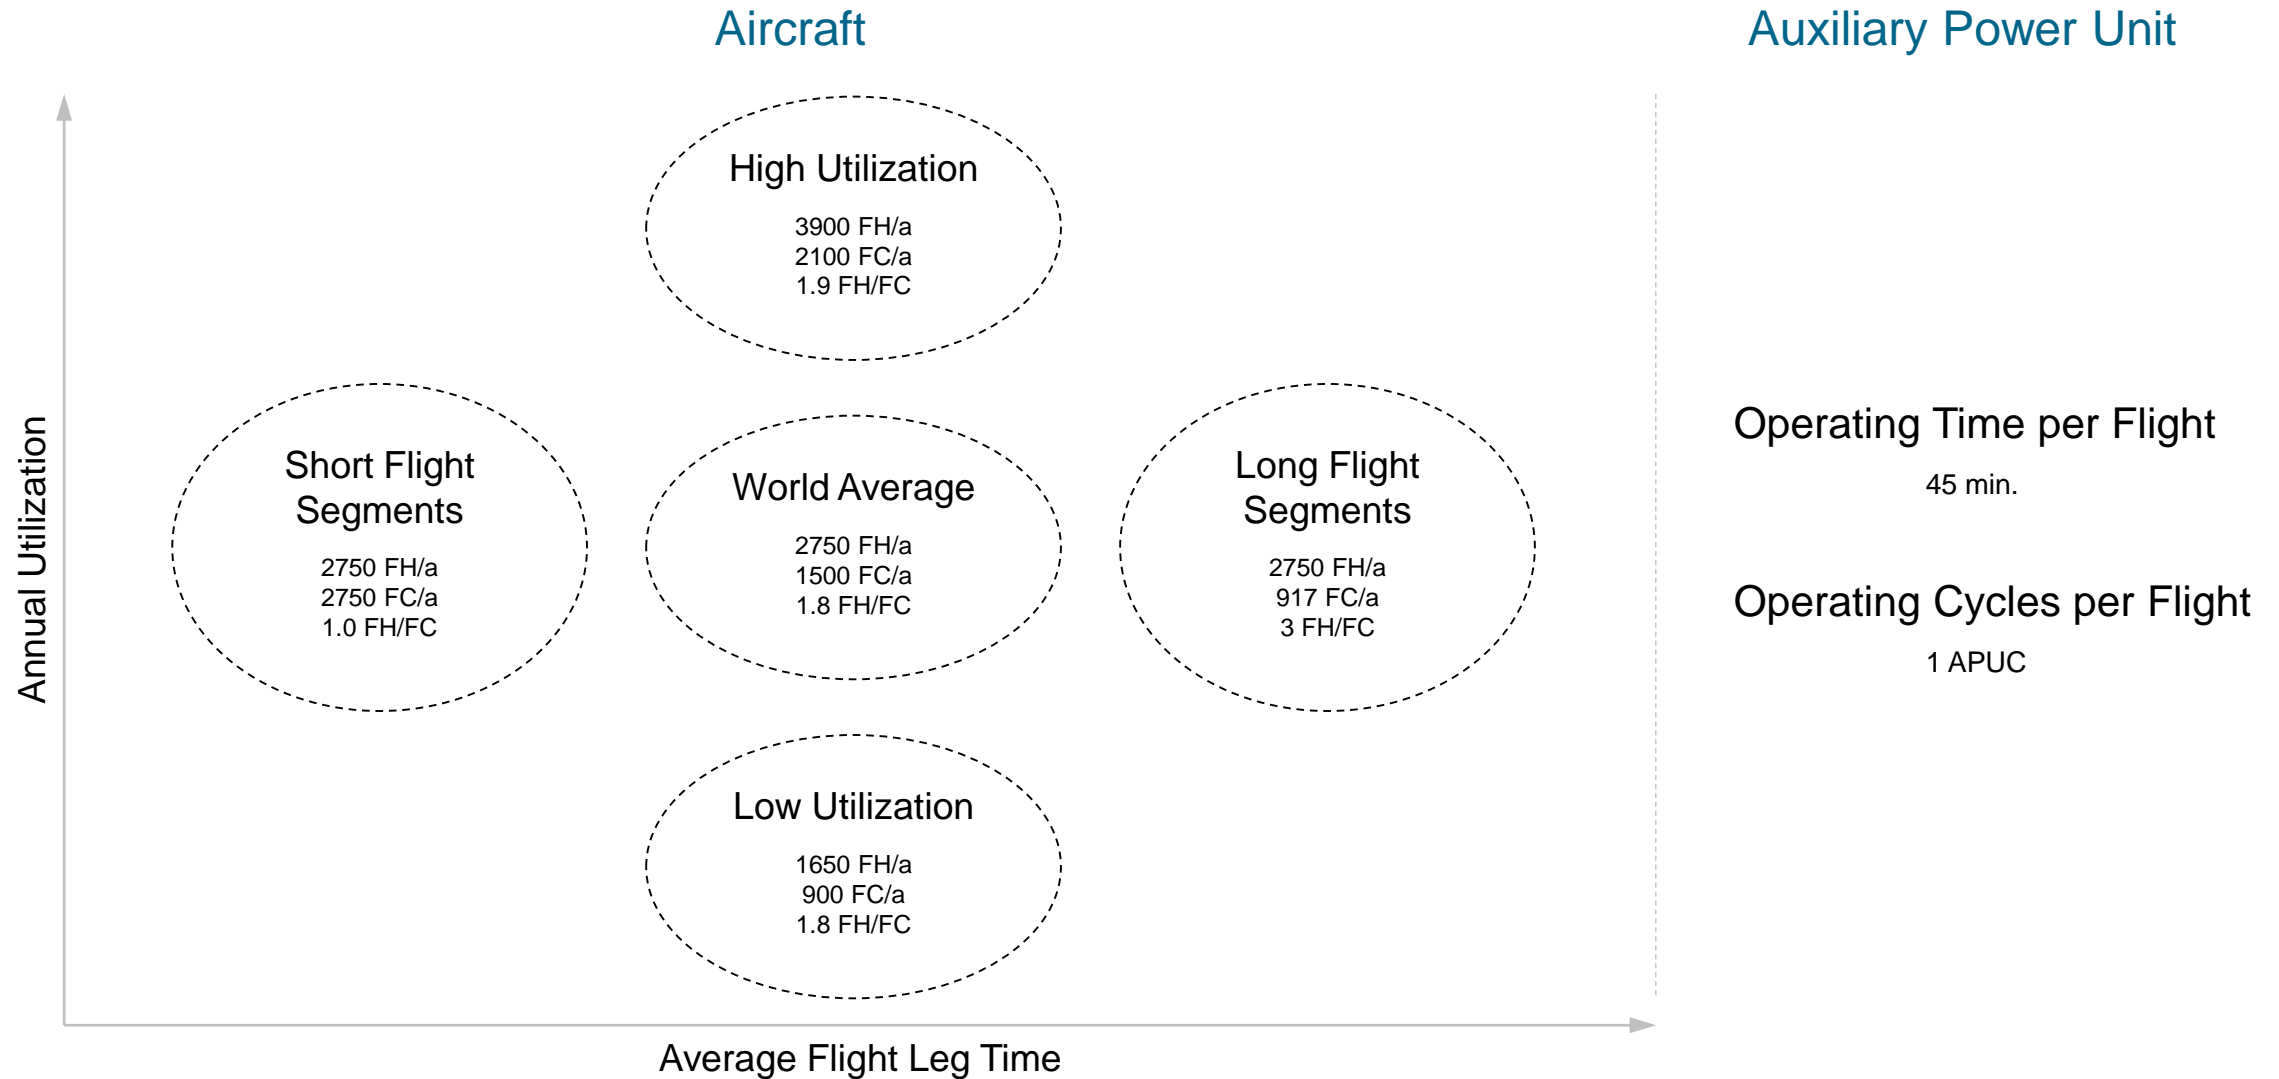 Aircraft
Auxiliary Power Unit
High Utilization
3900 FH/a
2100 FC/a
1.9 FH/FC
Annual Utilization
Short Flight
Segments
2750 FH/a
2750 FC/a
1.0 FH/FC
World Average
2750 FH/a
1500 FC/a
1.8 FH/FC
Long Flight
Segments
2750 FH/a
917 FC/a
3 FH/FC
Operating Time per Flight
45 min.
Operating Cycles per Flight
1 APUC
Low Utilization
1650 FH/a
900 FC/a
1.8 FH/FC
Average Flight Leg Time